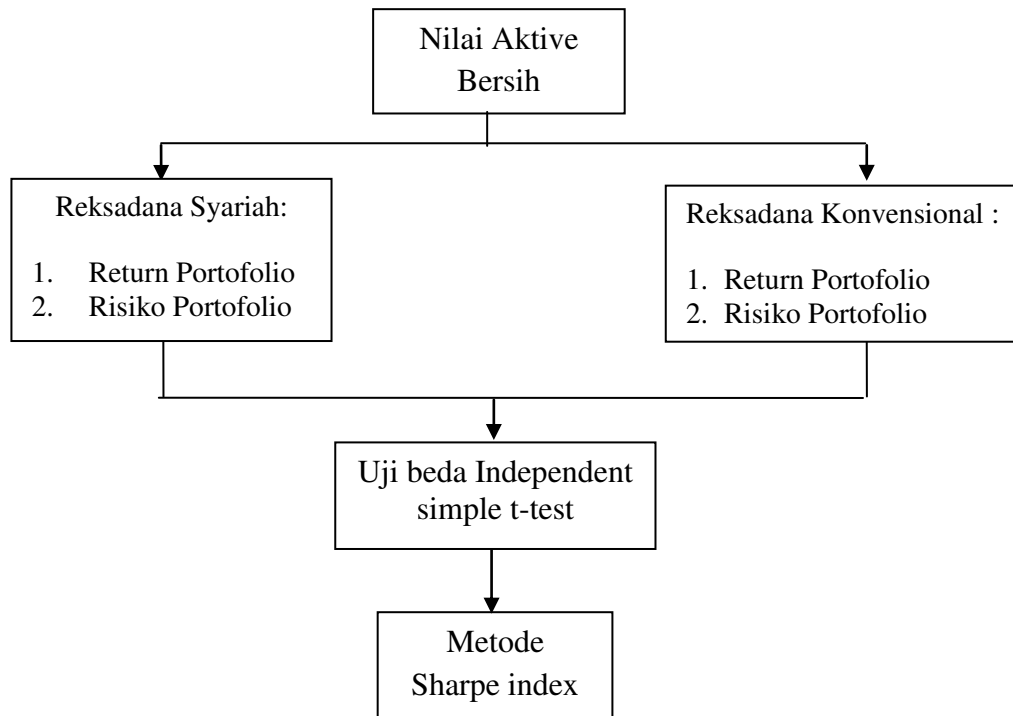 Nilai Aktive
Bersih
Reksadana Syariah:
1. Return Portofolio
2. Risiko Portofolio
Reksadana Konvensional :
1. Return Portofolio
2. Risiko Portofolio
Uji beda Independent
simple t-test
Metode
Sharpe index